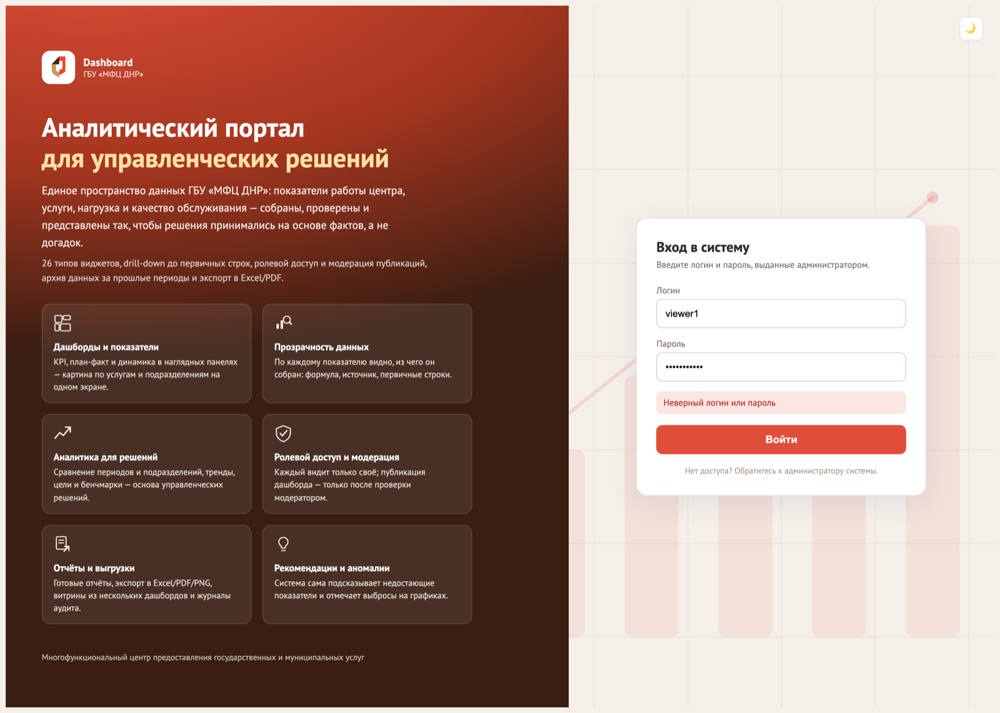 Dashboard
ГБУ «МФЦ ДНР»
Аналитический портал
для управленческих решений
Единое пространство данных ГБУ «МФЦ ДНР»: показатели работы центра,
услуги, нагрузка и качество обслуживания — собраны, проверены и
представлены так, чтобы решения принимались на основе фактов, а не
догадок.
26 типов виджетов, drill-down до первичных строк, ролевой доступ и модерация публикаций,
архив данных за прошлые периоды и экспорт в Excel/PDF.
Дашборды и показатели
KPI, план-факт и динамика в наглядных панелях
— картина по услугам и подразделениям на
одном экране.
Прозрачность данных
По каждому показателю видно, из чего он
собран: формула, источник, первичные строки.
Аналитика для решений
Сравнение периодов и подразделений, тренды,
цели и бенчмарки — основа управленческих
решений.
Ролевой доступ и модерация
Каждый видит только своё; публикация
дашборда — только после проверки
модератором.
Отчёты и выгрузки
Готовые отчёты, экспорт в Excel/PDF/PNG,
витрины из нескольких дашбордов и журналы
аудита.
Рекомендации и аномалии
Система сама подсказывает недостающие
показатели и отмечает выбросы на графиках.
Многофункциональный центр предоставления государственных и муниципальных услуг
Вход в систему
Введите логин и пароль, выданные администратором.
Логин
viewer1
Пароль
•••••••••••
Неверный логин или пароль
Войти
Нет доступа? Обратитесь к администратору системы.